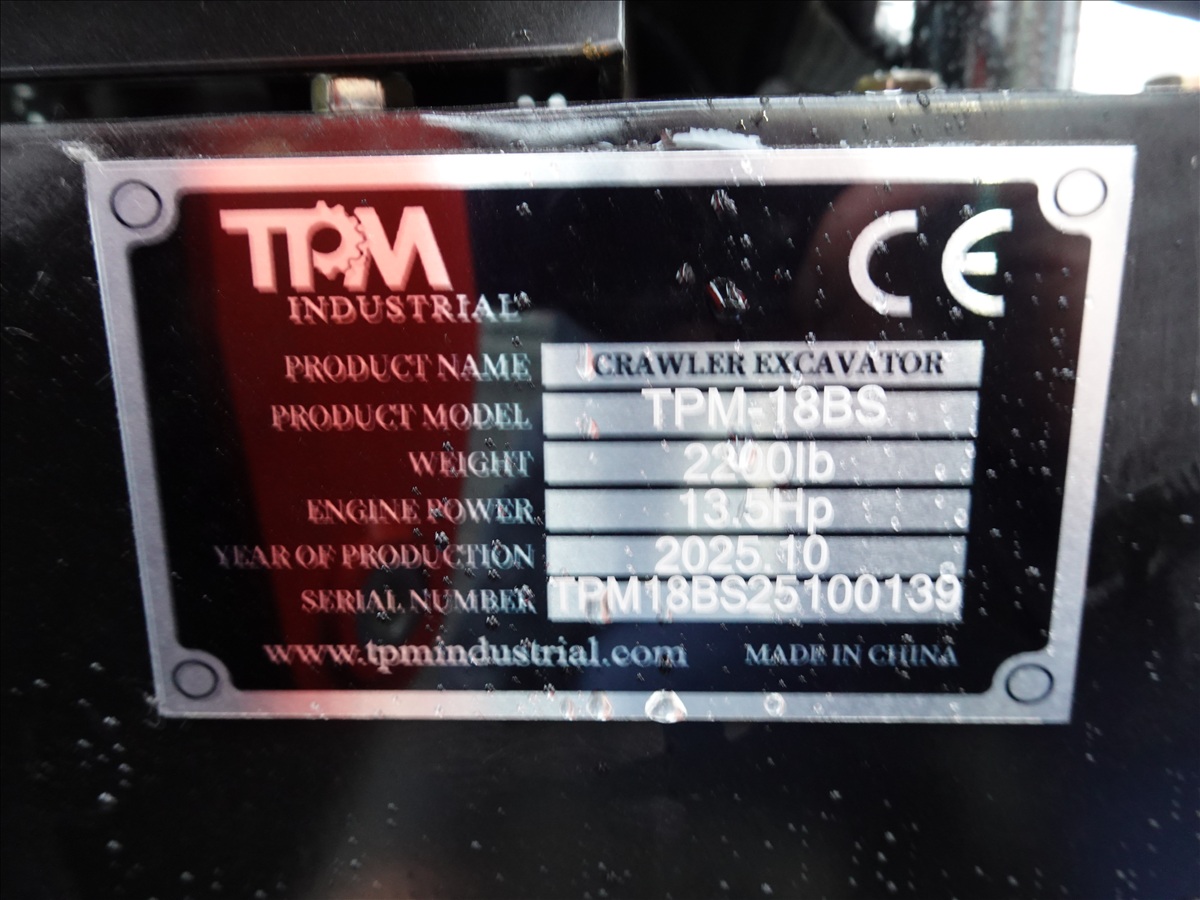 TPM
INDUSTRIAL
CE
PRODUCT NAME CRAWLER EXCAVATOR
PRODUCT MODEL TPM-18BS
WEIGHT 2200lb
ENGINE POWER 13.5Hp
YEAR OF PRODUCTION 2025.10
SERIAL NUMBER TPM18BS25100139
www.tpmindustrial.com MADE IN CHINA